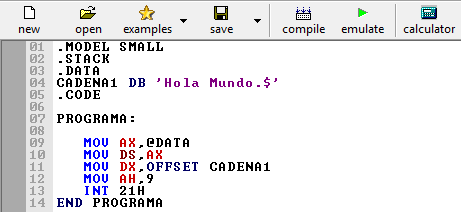 new open examples save compile emulate calculator
01 .MODEL SMALL
02 .STACK
03 .DATA
04 CADENA1 DB 'Hola Mundo.$'
05 .CODE
06
07 PROGRAMA:
08
09 MOV AX,@DATA
10 MOV DS,AX
11 MOV DX,OFFSET CADENA1
12 MOV AH,9
13 INT 21H
14 END PROGRAMA